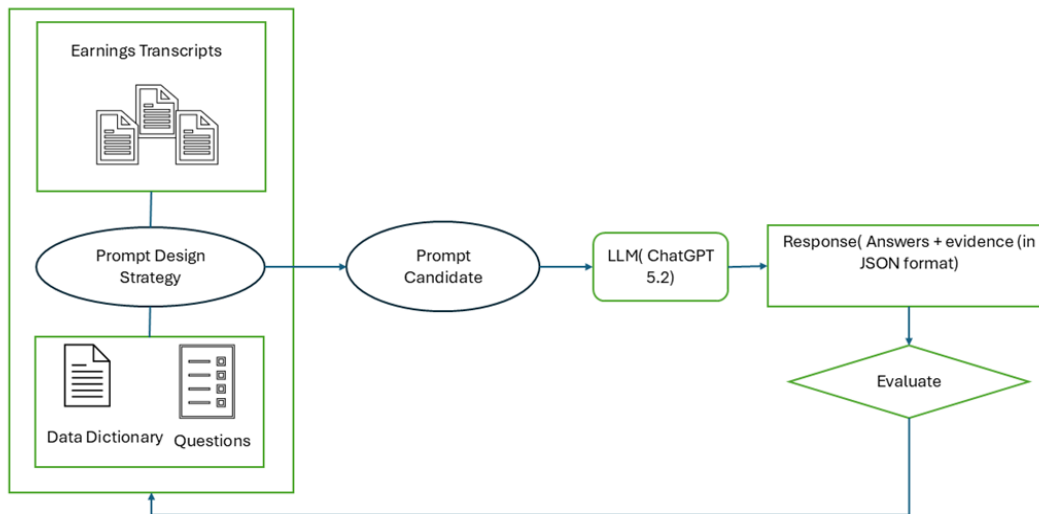 Earnings Transcripts
Prompt Design
Strategy
Data Dictionary
Questions
Prompt
Candidate
LLM( ChatGPT
5.2)
Response( Answers + evidence (in
JSON format)
Evaluate